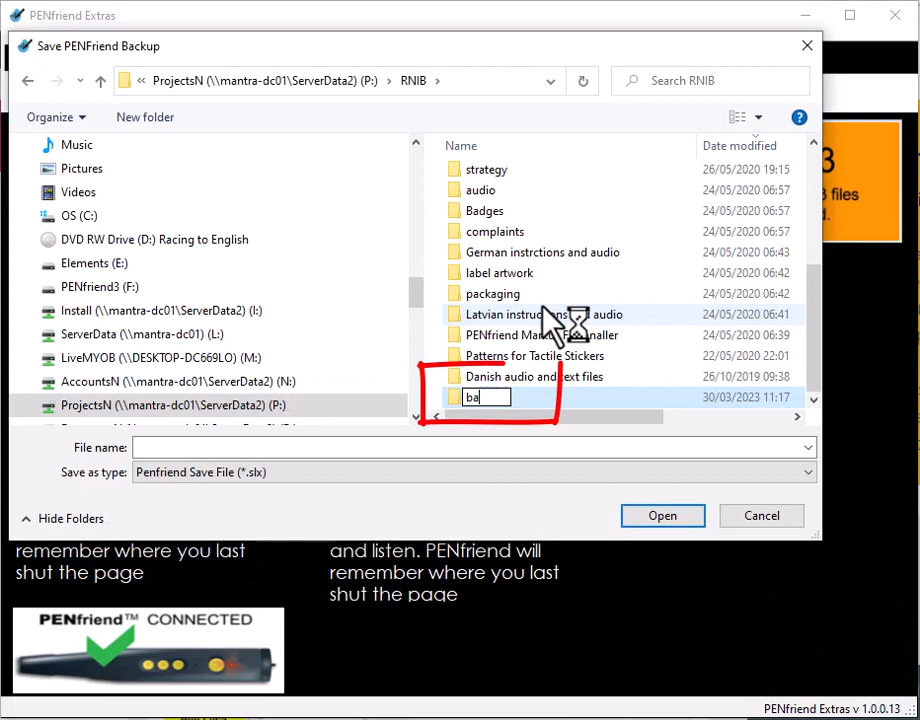 PENfriend Extras
Save PENFriend Backup
« ProjectsN (\\mantra-dc01\ServerData2) (P:) › RNIB ›
Search RNIB
Organize
New folder
Music
Pictures
Videos
OS (C:)
DVD RW Drive (D:) Racing to English
Elements (E:)
PENfriend3 (F:)
Install (\\mantra-dc01\ServerData2) (I:)
ServerData (\\mantra-dc01) (L:)
LiveMYOB (\\DESKTOP-DC669LO) (M:)
AccountsN (\\mantra-dc01\ServerData2) (N:)
ProjectsN (\\mantra-dc01\ServerData2) (P:)
Name Date modified
strategy 26/05/2020 19:15
audio 24/05/2020 06:57
Badges 24/05/2020 06:57
complaints 24/05/2020 06:57
German instrctions and audio 24/05/2020 06:43
label artwork 24/05/2020 06:42
packaging 24/05/2020 06:42
Latvian audio 24/05/2020 06:41
PENfriend 24/05/2020 06:39
Patterns for Tactile Stickers 22/05/2020 22:01
Danish audio and text files 26/10/2019 09:38
ba 30/03/2023 11:17
3
files
File name:
Save as type: Penfriend Save File (*.slx)
Hide Folders
Open
Cancel
remember where you last
shut the page
and listen. PENfriend will
remember where you last
shut the page
PENfriend™ CONNECTED
PENfriend Extras v 1.0.0.13